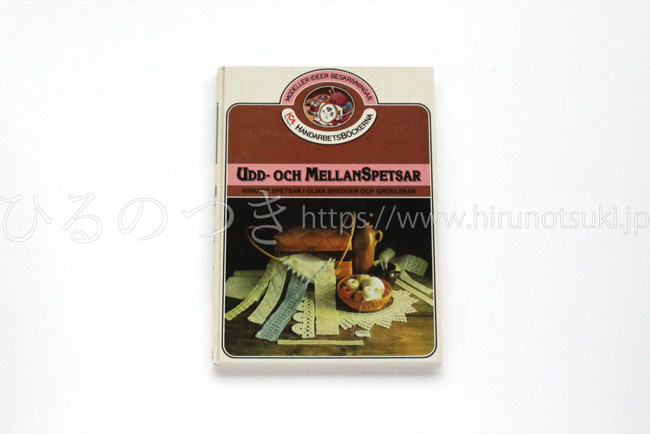 MODELLER·IDEER·BESKRIVNINGAR
ICA HANDARBETSBÖCKERNA
UDD- OCH MELLANSPETSAR
VIRKADE SPETSAR I OLIKA BREDDER OCH GROVLEKAR
ひるのつき https://www.hirunotsuki.jp